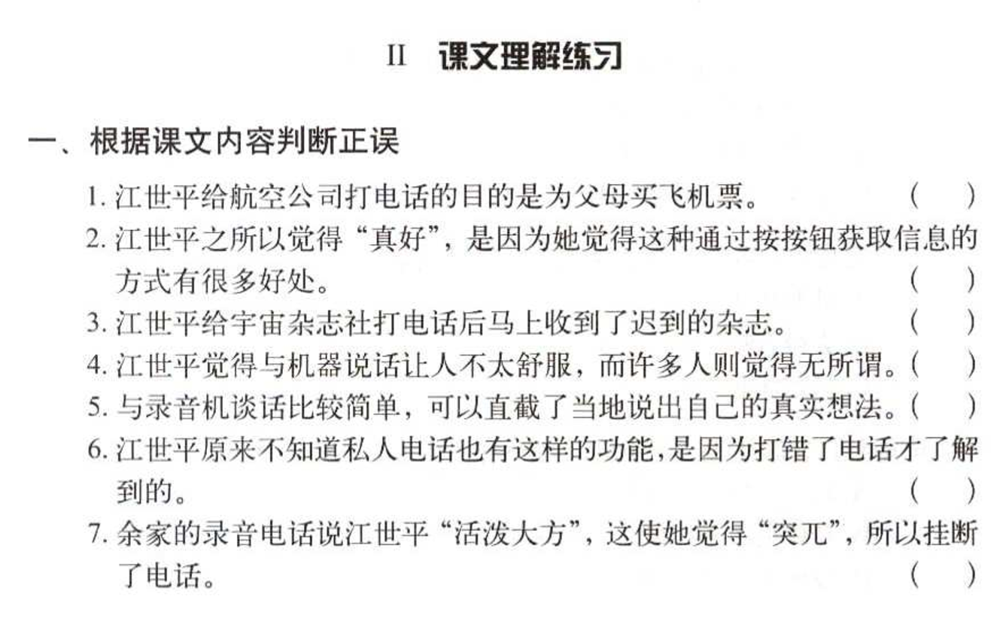 II 课文理解练习
一、根据课文内容判断正误
1. 江世平给航空公司打电话的目的是为父母买飞机票。 ( )
2. 江世平之所以觉得“真好”，是因为她觉得这种通过按按钮获取信息的
方式有很多好处。 ( )
3. 江世平给宇宙杂志社打电话后马上收到了迟到的杂志。 ( )
4. 江世平觉得与机器说话让人不太舒服，而许多人则觉得无所谓。( )
5. 与录音机谈话比较简单，可以直截了当地说出自己的真实想法。( )
6. 江世平原来不知道私人电话也有这样的功能,是因为打错了电话才了解
到的。 ( )
7. 余家的录音电话说江世平“活泼大方”，这使她觉得“突兀”，所以挂断
了电话。 ( )